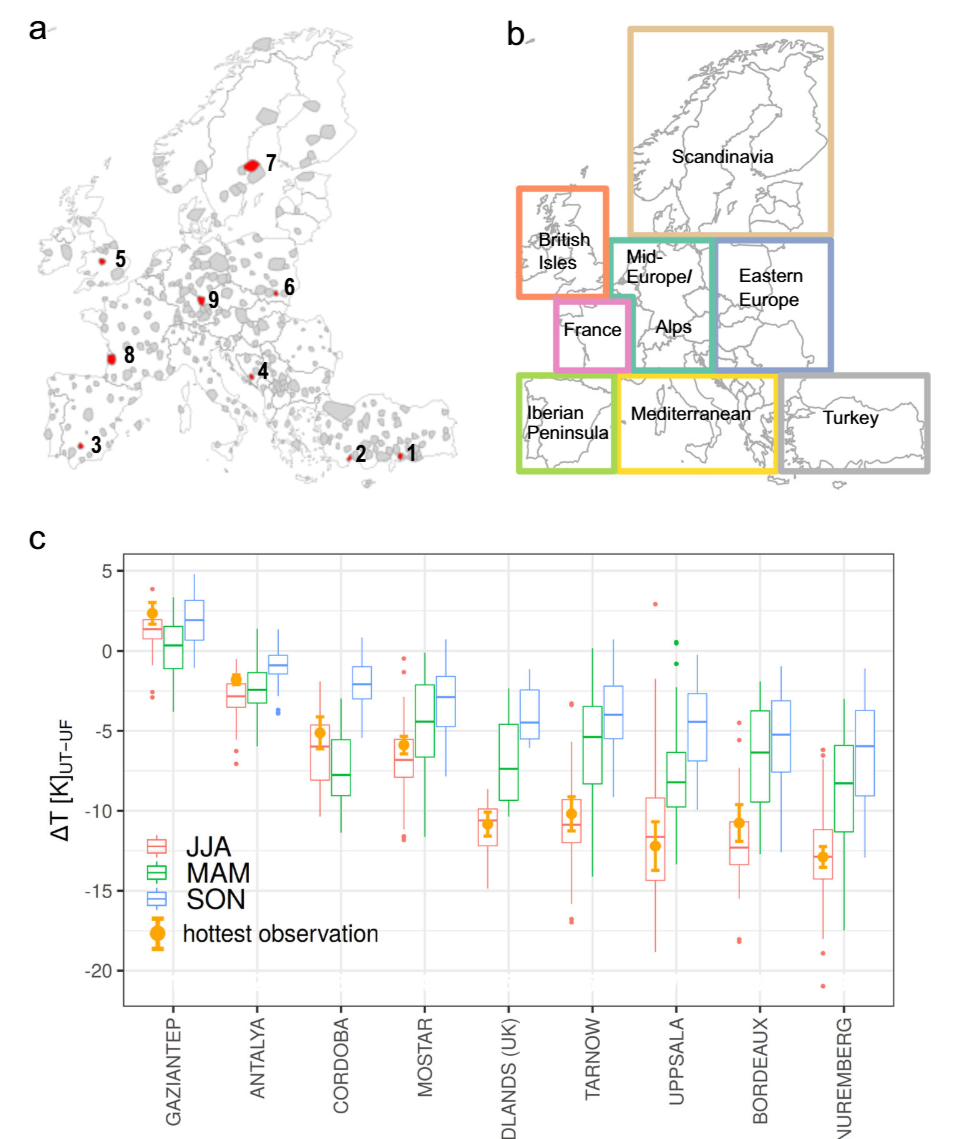 a
b
7
5
6
9
8
4
3
2
1
Scandinavia
British
Isles
Mid-
Europe/
Alps
Eastern
Europe
France
Iberian
Peninsula
Mediterranean
Turkey
c
ΔT [K]UT−UF
5
0
-5
-10
-15
-20
JJA
MAM
SON
hottest observation
GAZIANTEP
ANTALYA
CORDOBA
MOSTAR
DLANDS (UK)
TARNOW
UPPSALA
BORDEAUX
NUREMBERG